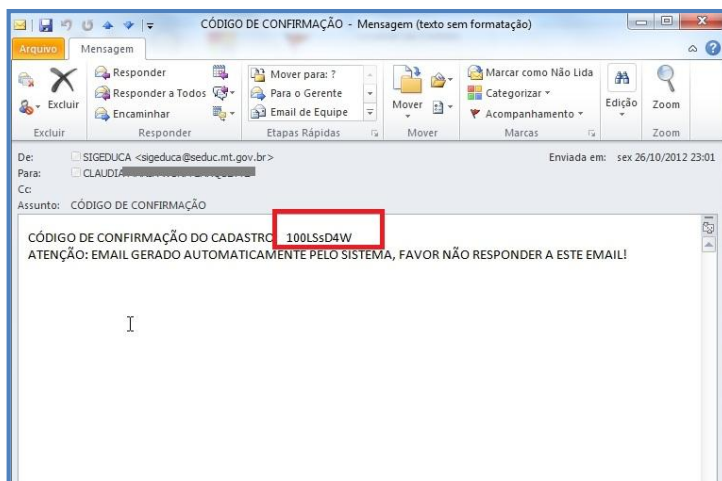 CÓDIGO DE CONFIRMAÇÃO - Mensagem (texto sem formatação)
Arquivo Mensagem
Excluir
Responder
Responder a Todos
Encaminhar
Mover para: ?
Para o Gerente
Email de Equipe
Mover
Marcar como Não Lida
Categorizar
Acompanhamento
Edição
Zoom
Excluir Responder Etapas Rápidas Mover Marcas Zoom
De: SIGEDUCA <sigeduca@seduc.mt.gov.br> Enviada em: sex 26/10/2012 23:01
Para: CLAUDIA
Cc:
Assunto: CÓDIGO DE CONFIRMAÇÃO
CÓDIGO DE CONFIRMAÇÃO DO CADASTRO 100LSsD4W
ATENÇÃO: EMAIL GERADO AUTOMATICAMENTE PELO SISTEMA, FAVOR NÃO RESPONDER A ESTE EMAIL!